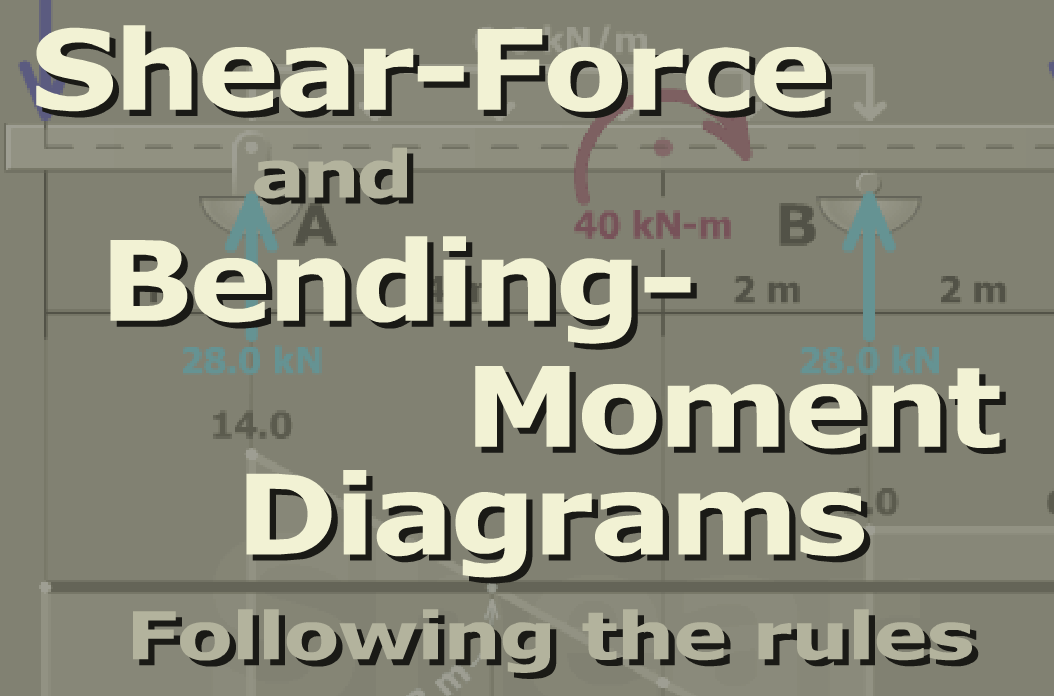 Shear-Force
kN/m
and
A
40 kN-m
B
Bending-
2 m
2 m
28.0 kN
28.0 kN
Moment
14.0
Diagrams
Following the rules